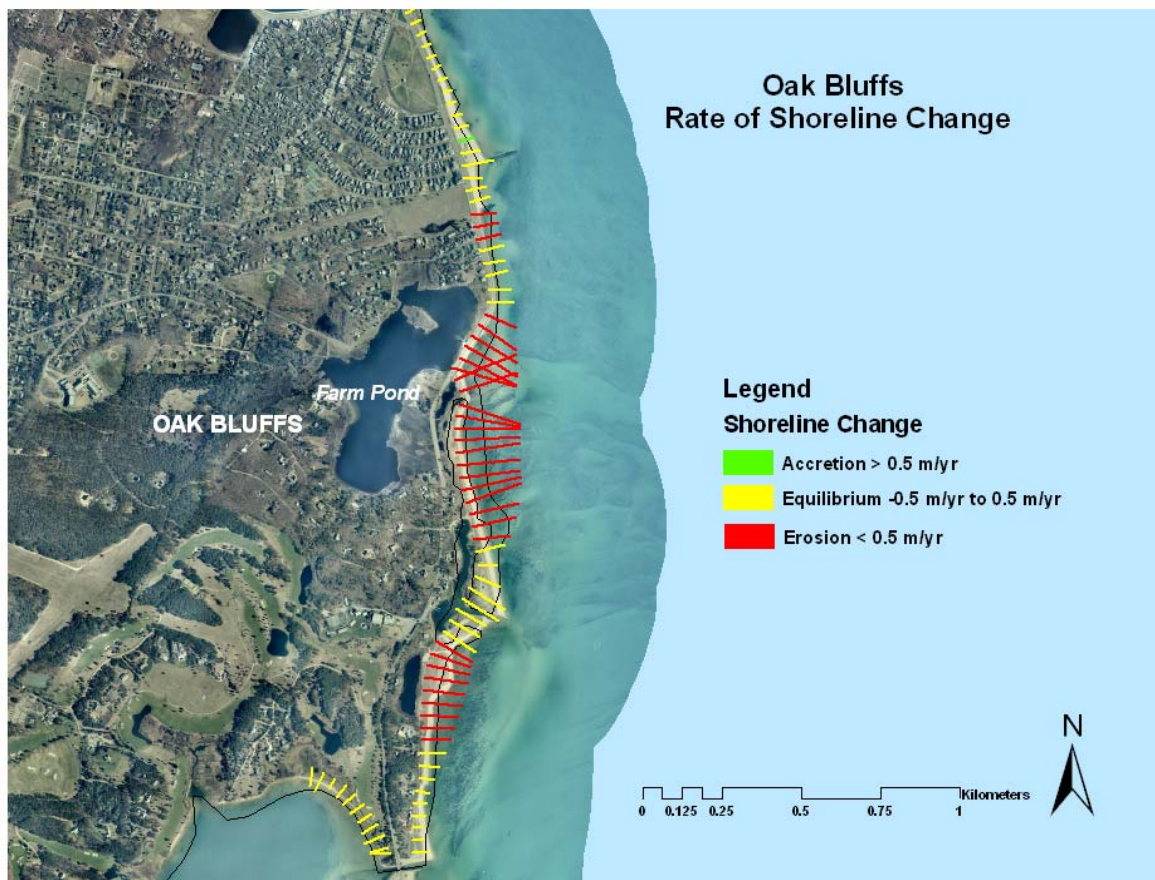 Oak Bluffs
Rate of Shoreline Change
Farm Pond
OAK BLUFFS
Legend
Shoreline Change
Accretion > 0.5 m/yr
Equilibrium -0.5 m/yr to 0.5 m/yr
Erosion < 0.5 m/yr
N
Kilometers
0 0.125 0.25 0.5 0.75 1